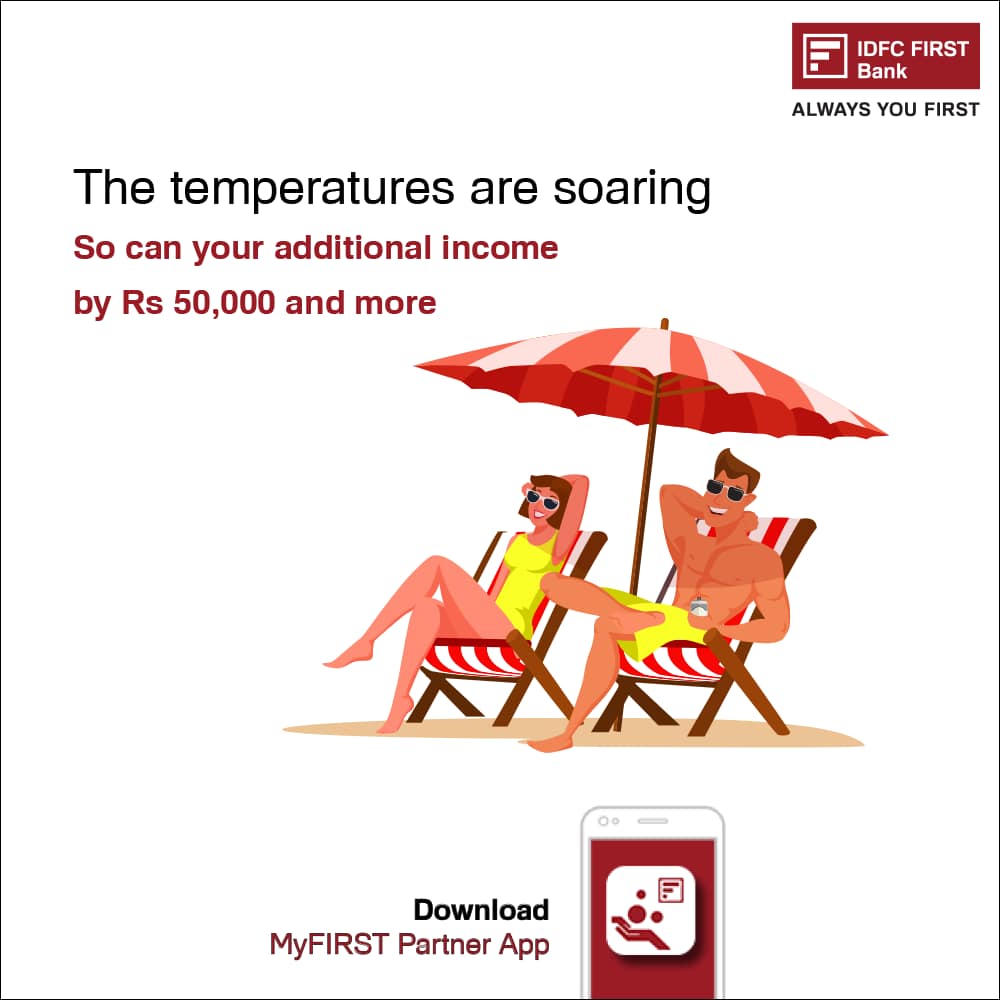 IDFC FIRST
Bank
ALWAYS YOU FIRST
The temperatures are soaring
So can your additional income
by Rs 50,000 and more
Download
MyFIRST Partner App